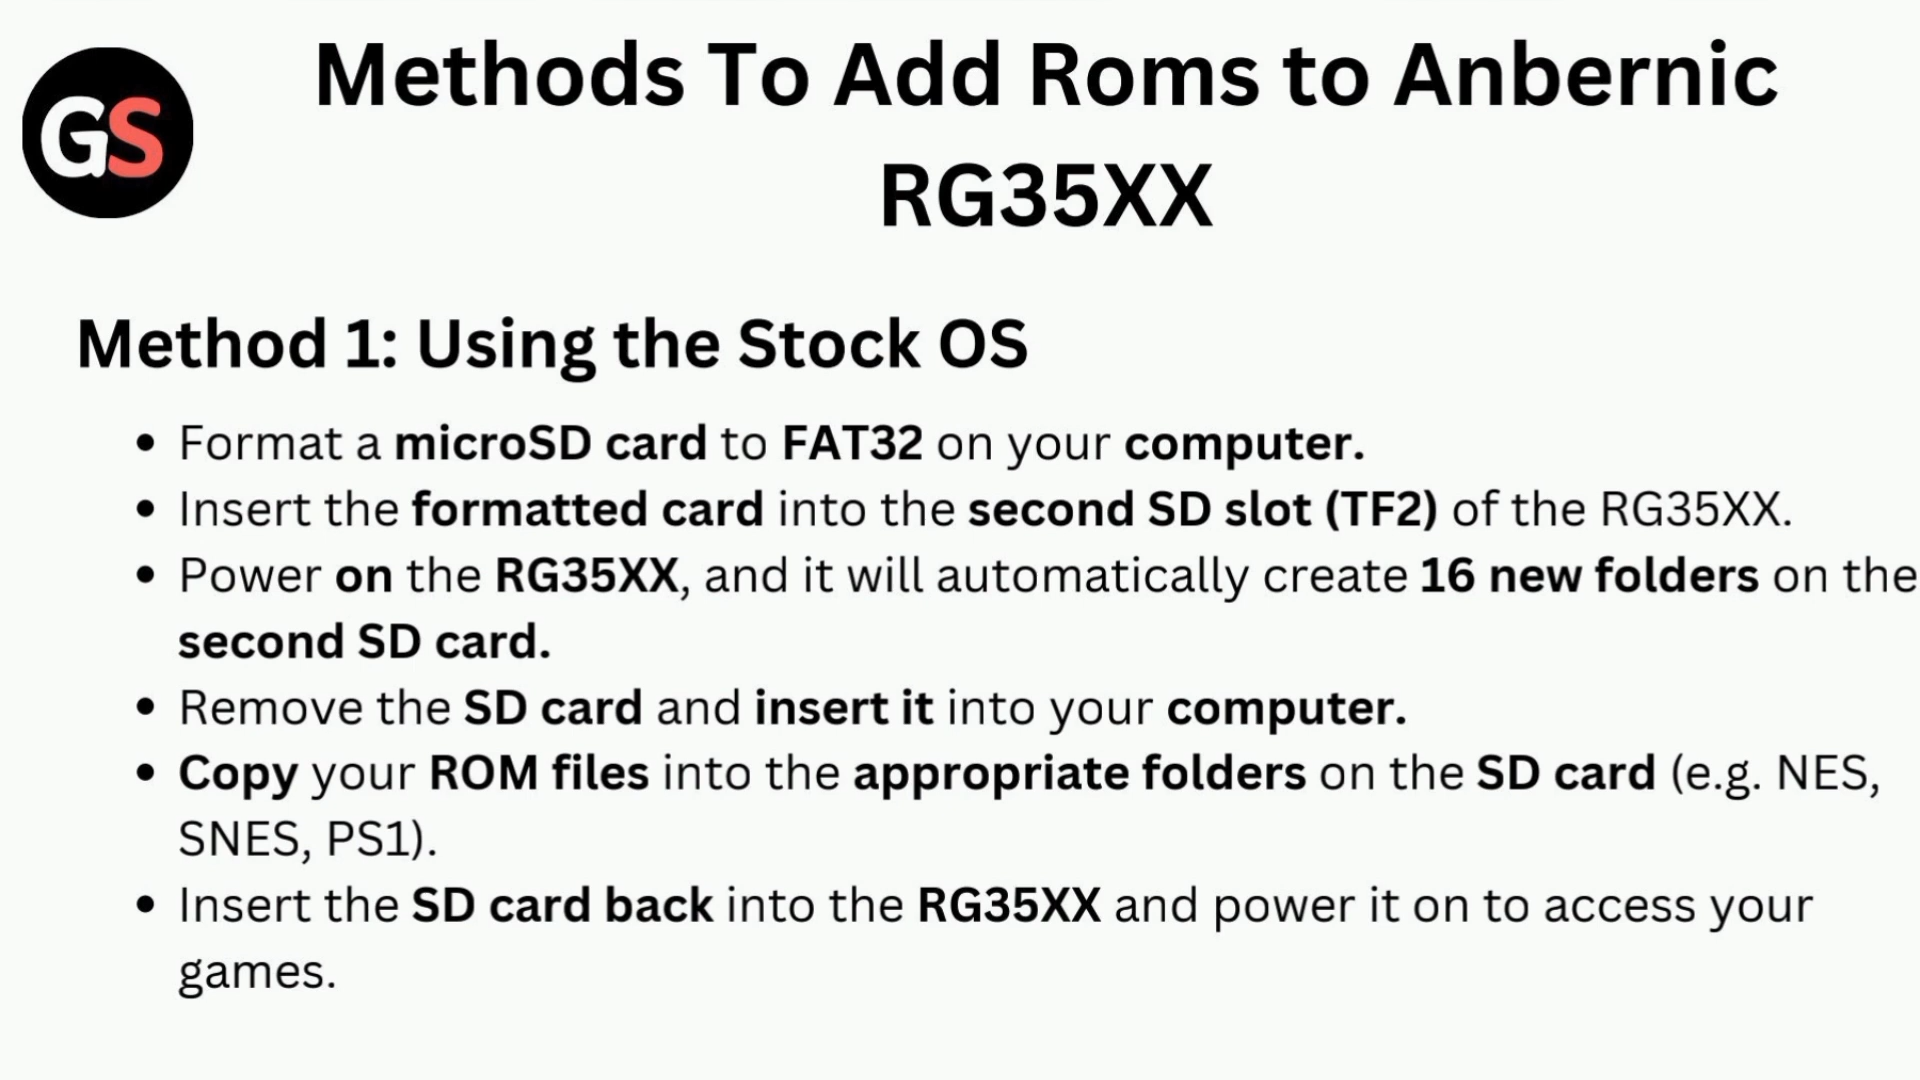 GS
Methods To Add Roms to Anbernic
RG35XX
Method 1: Using the Stock OS
• Format a microSD card to FAT32 on your computer.
• Insert the formatted card into the second SD slot (TF2) of the RG35XX.
• Power on the RG35XX, and it will automatically create 16 new folders on the
second SD card.
• Remove the SD card and insert it into your computer.
• Copy your ROM files into the appropriate folders on the SD card (e.g. NES,
SNES, PS1).
• Insert the SD card back into the RG35XX and power it on to access your
games.